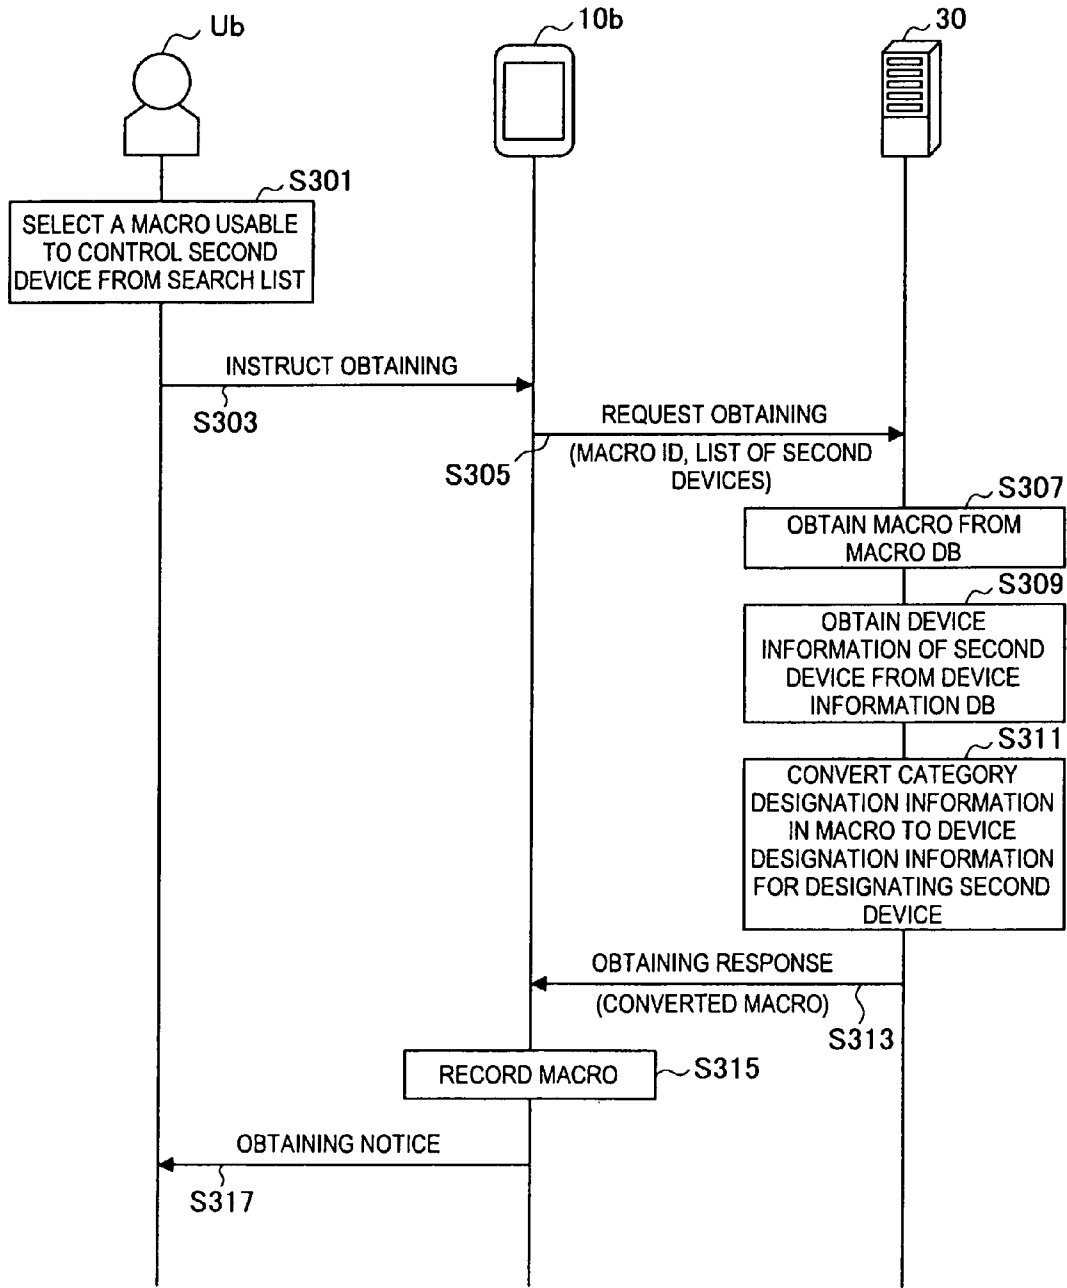 Ub
10b
30
S301
SELECT A MACRO USABLE
TO CONTROL SECOND
DEVICE FROM SEARCH LIST
INSTRUCT OBTAINING
S303
REQUEST OBTAINING
S305
(MACRO ID, LIST OF SECOND
DEVICES)
S307
OBTAIN MACRO FROM
MACRO DB
S309
OBTAIN DEVICE
INFORMATION OF SECOND
DEVICE FROM DEVICE
INFORMATION DB
S311
CONVERT CATEGORY
DESIGNATION INFORMATION
IN MACRO TO DEVICE
DESIGNATION INFORMATION
FOR DESIGNATING SECOND
DEVICE
OBTAINING RESPONSE
(CONVERTED MACRO)
S313
RECORD MACRO
S315
OBTAINING NOTICE
S317